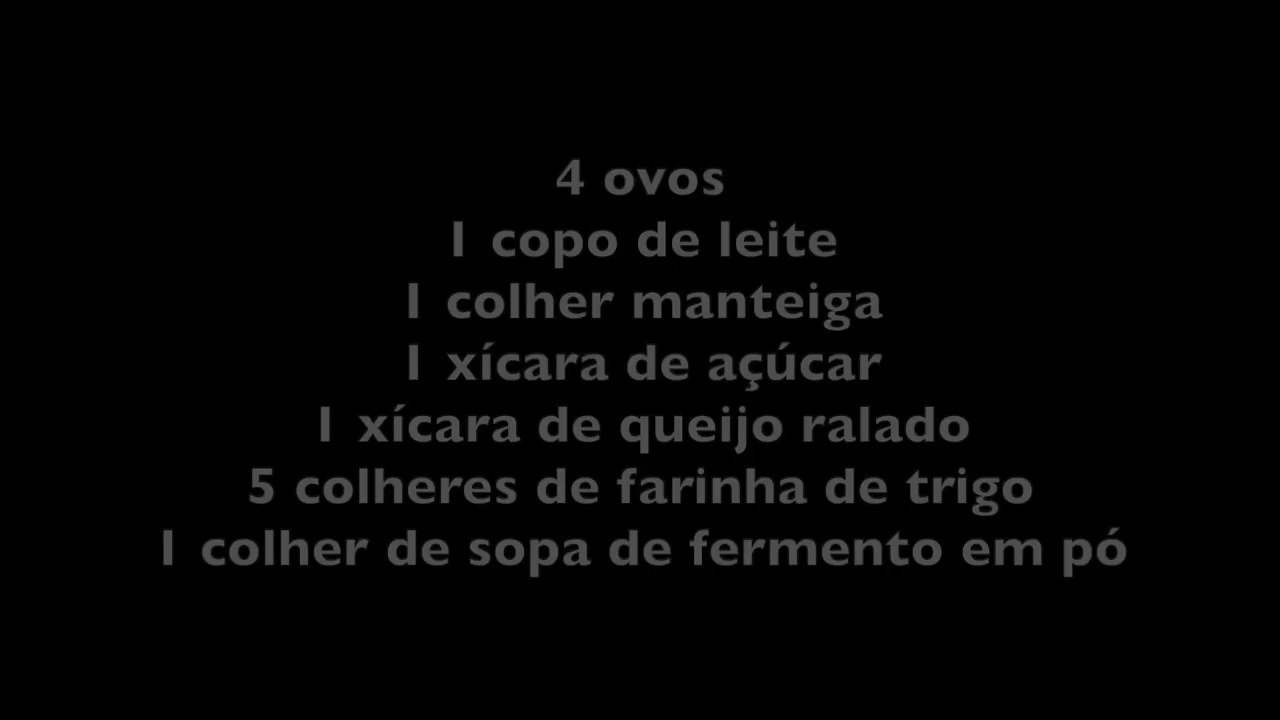 4 ovos
1 copo de leite
1 colher manteiga
1 xícara de açúcar
1 xícara de queijo ralado
5 colheres de farinha de trigo
1 colher de sopa de fermento em pó